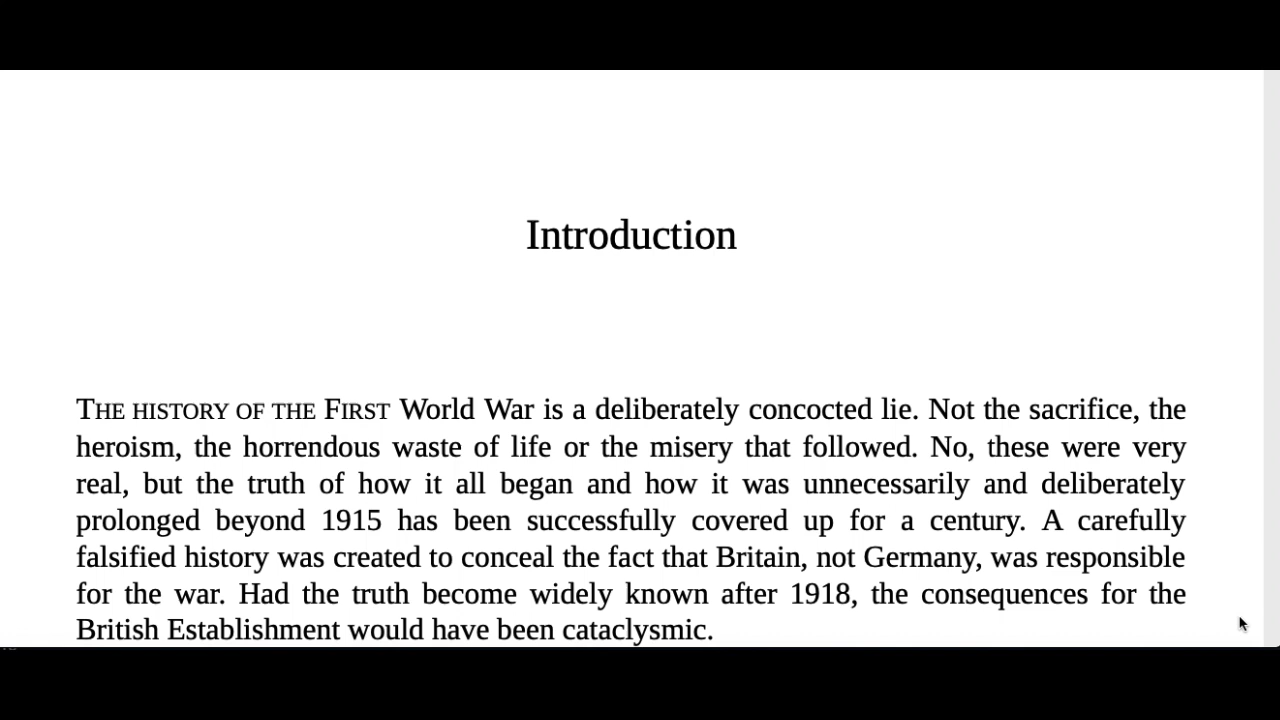 Introduction
THE HISTORY OF THE FIRST World War is a deliberately concocted lie. Not the sacrifice, the
heroism, the horrendous waste of life or the misery that followed. No, these were very
real, but the truth of how it all began and how it was unnecessarily and deliberately
prolonged beyond 1915 has been successfully covered up for a century. A carefully
falsified history was created to conceal the fact that Britain, not Germany, was responsible
for the war. Had the truth become widely known after 1918, the consequences for the
British Establishment would have been cataclysmic.